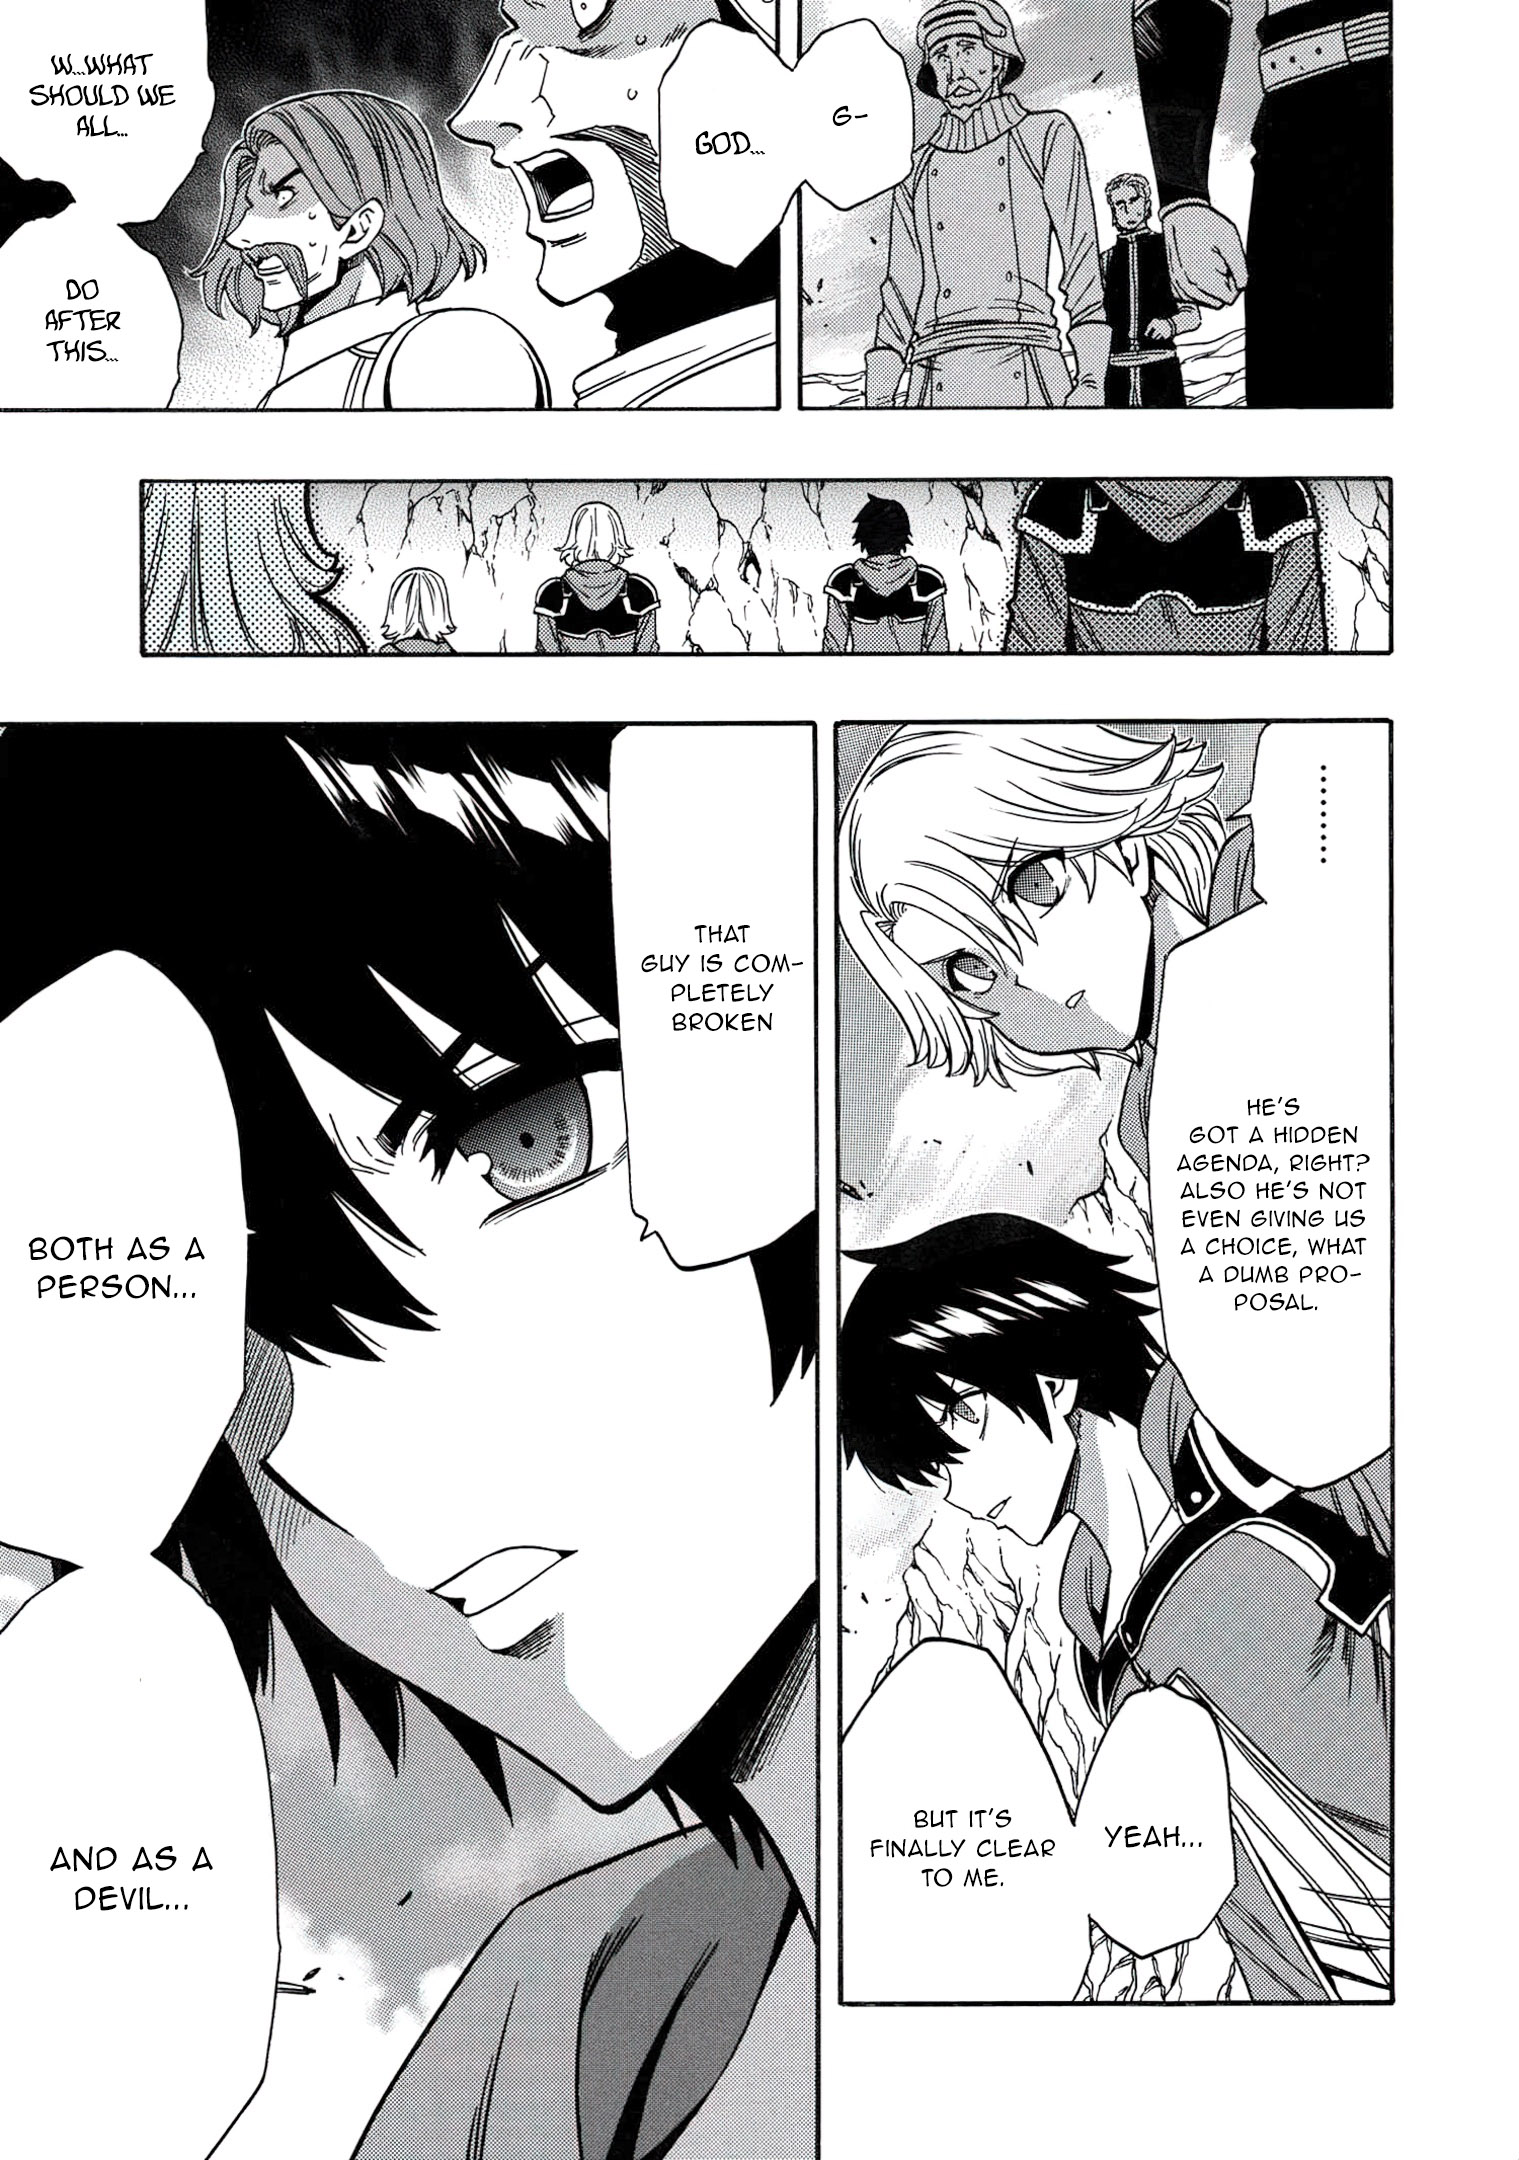 G-
GOD...
W...WHAT
SHOULD WE
ALL...
DO
AFTER
THIS...
.........
HE'S
GOT A HIDDEN
AGENDA, RIGHT?
ALSO HE'S NOT
EVEN GIVING US
A CHOICE, WHAT
A DUMB PRO-
POSAL.
YEAH...
BUT IT'S
FINALLY CLEAR
TO ME.
THAT
GUY IS COM-
PLETELY
BROKEN
BOTH AS A
PERSON...
AND AS A
DEVIL...